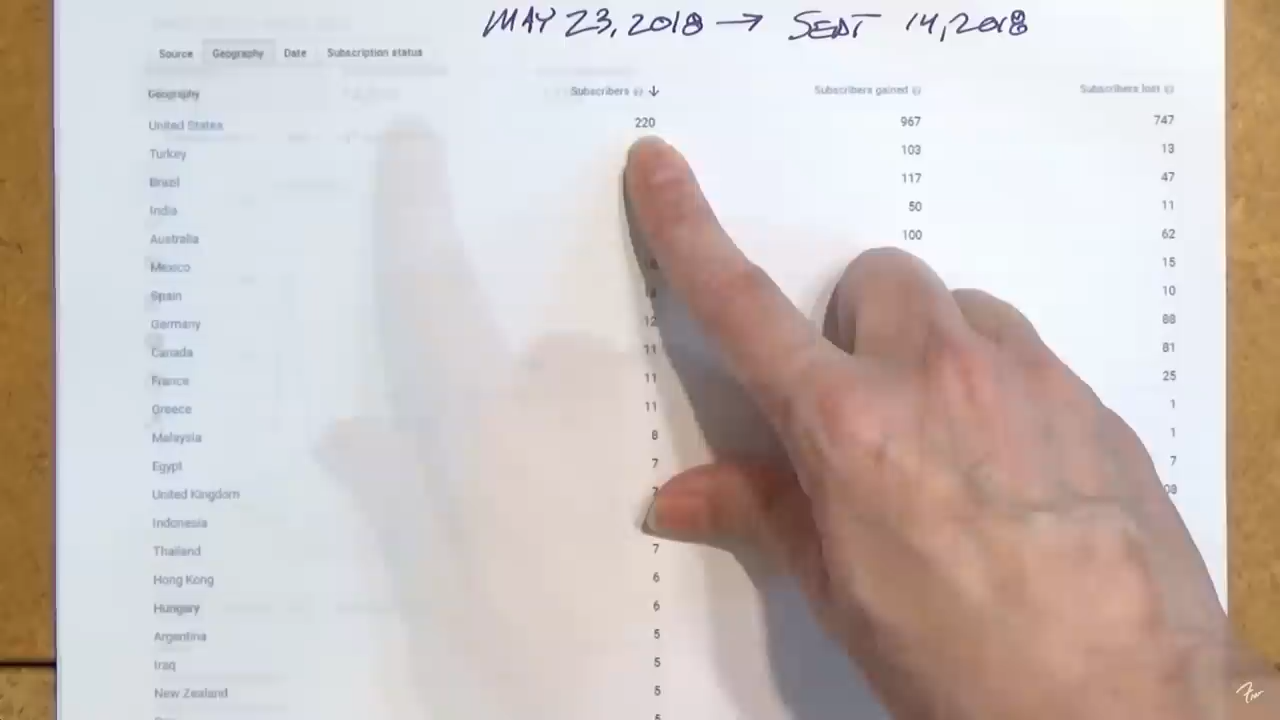 MAY 23, 2018 → SEPT 14, 2018
Source Geography Date Subscription status
Geography Subscribers ↓ Subscribers gained Subscribers lost
United States 220 967 747
Turkey 103 13
Brazil 117 47
India 50 11
Australia 100 62
Mexico 15
Spain 10
Germany 12 88
Canada 11 81
France 11 25
Greece 11 1
Malaysia 8 1
Egypt 7 7
United Kingdom
Indonesia
Thailand 7
Hong Kong 6
Hungary 6
Argentina 5
Iraq 5
New Zealand 5
Fran